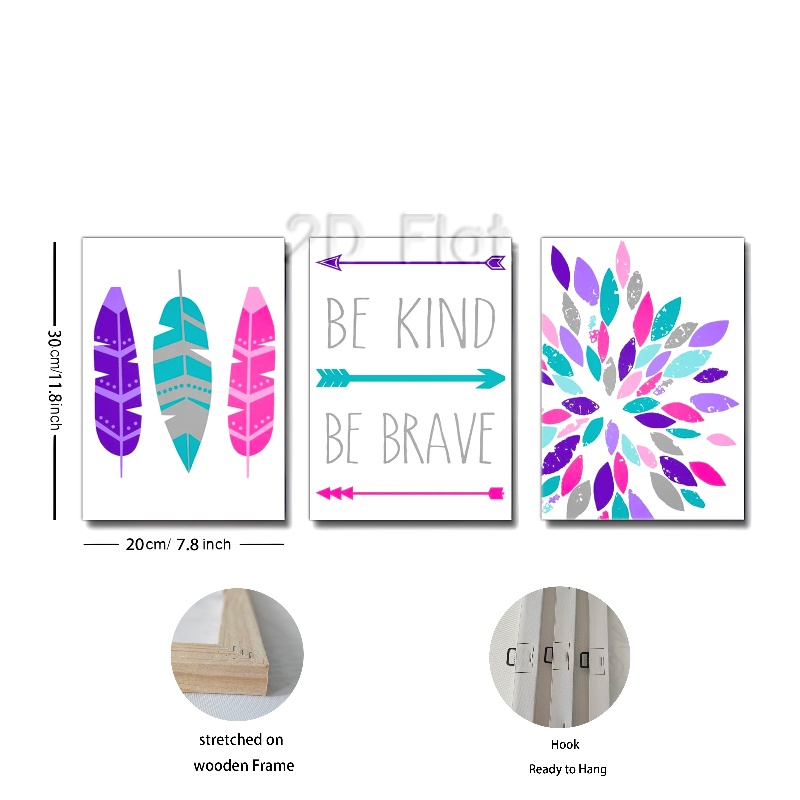 2D Flat
BE KIND
BE BRAVE
30cm/11.8inch
20cm/ 7.8 inch
stretched on
wooden Frame
Hook
Ready to Hang